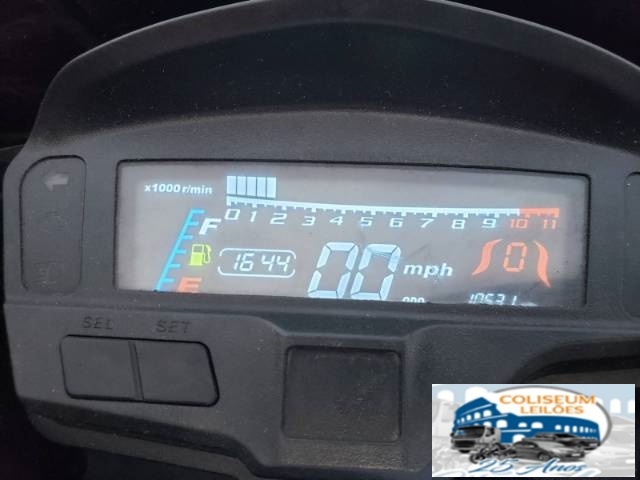 x1000 r/min
0 1 2 3 4 5 6 7 8 9 10 11
F
16:44 00 mph 0
E
SEL SET
COLISEUM
LEILÕES
25 Anos